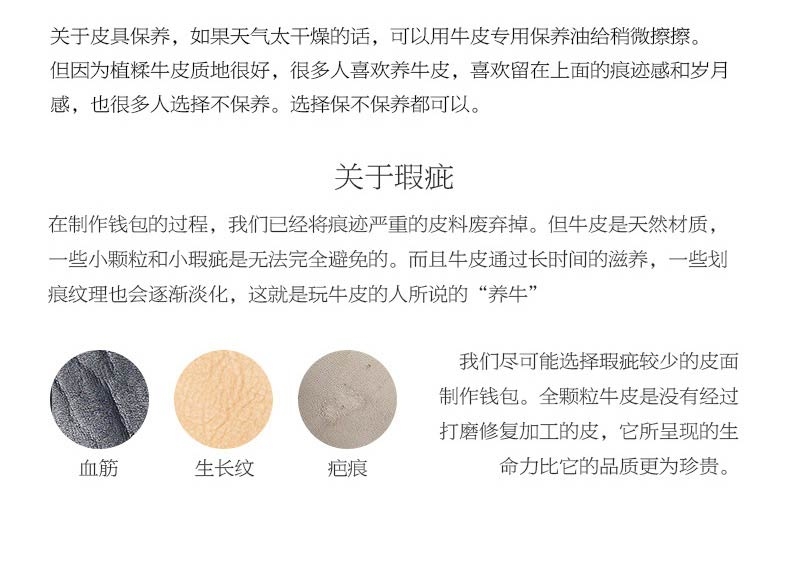 关于皮具保养，如果天气太干燥的话，可以用牛皮专用保养油给稍微擦擦。
但因为植糅牛皮质地很好，很多人喜欢养牛皮，喜欢留在上面的痕迹感和岁月
感，也很多人选择不保养。选择保不保养都可以。
关于瑕疵
在制作钱包的过程，我们已经将痕迹严重的皮料废弃掉。但牛皮是天然材质，
一些小颗粒和小瑕疵是无法完全避免的。而且牛皮通过长时间的滋养，一些划
痕纹理也会逐渐淡化，这就是玩牛皮的人所说的“养牛”
血筋
生长纹
疤痕
我们尽可能选择瑕疵较少的皮面
制作钱包。全颗粒牛皮是没有经过
打磨修复加工的皮，它所呈现的生
命力比它的品质更为珍贵。